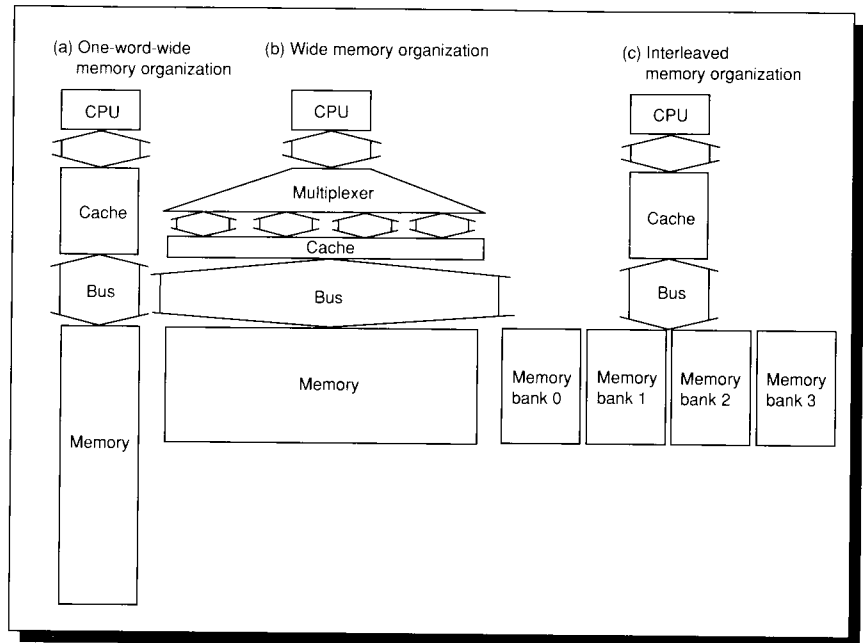 (a) One-word-wide
memory organization
CPU
Cache
Bus
Memory
(b) Wide memory organization
CPU
Multiplexer
Cache
Bus
Memory
(c) Interleaved
memory organization
CPU
Cache
Bus
Memory
bank 0
Memory
bank 1
Memory
bank 2
Memory
bank 3